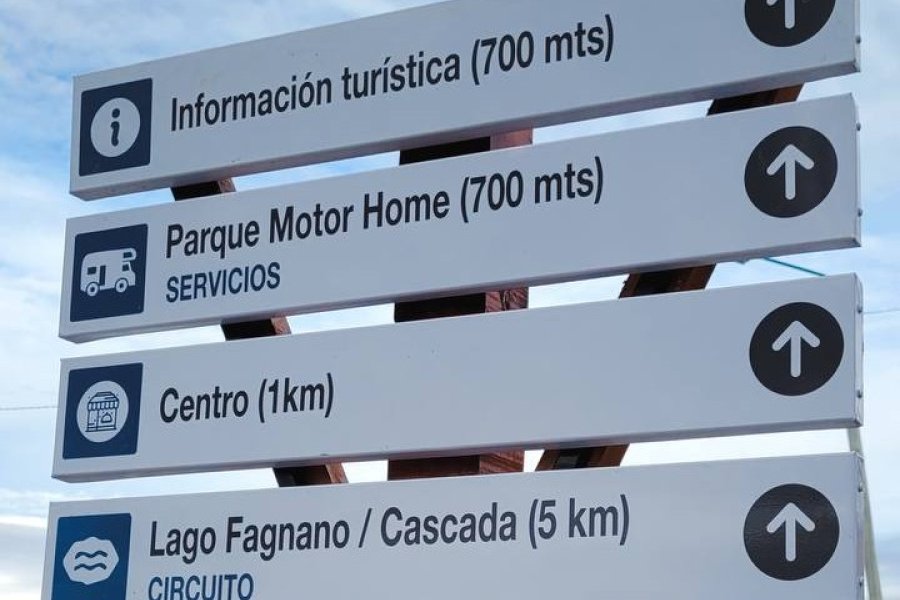 Información turística (700 mts)
Parque Motor Home (700 mts)
SERVICIOS
Centro (1km)
Lago Fagnano / Cascada (5 km)
CIRCUITO